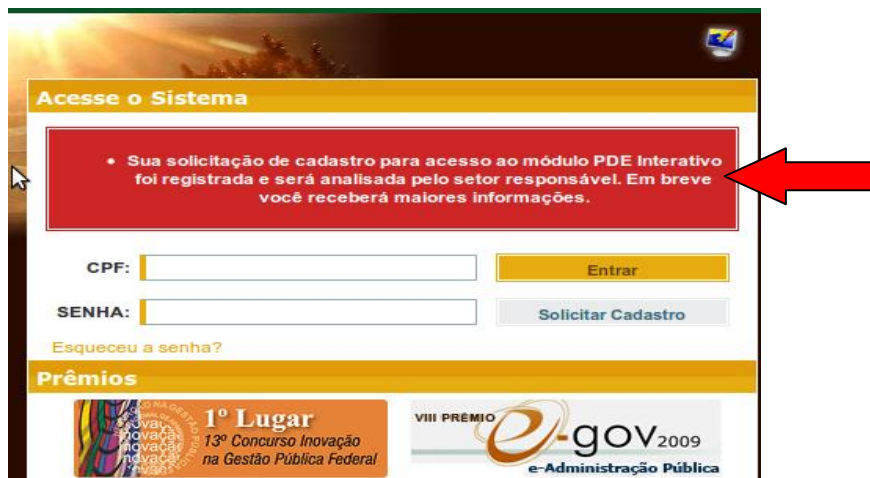 Acesse o Sistema
• Sua solicitação de cadastro para acesso ao módulo PDE Interativo
foi registrada e será analisada pelo setor responsável. Em breve
você receberá maiores informações.
CPF:
Entrar
SENHA:
Solicitar Cadastro
Esqueceu a senha?
Prêmios
1º Lugar
13º Concurso Inovação
na Gestão Pública Federal
VIII PRÊMIO
e-gov2009
e-Administração Pública